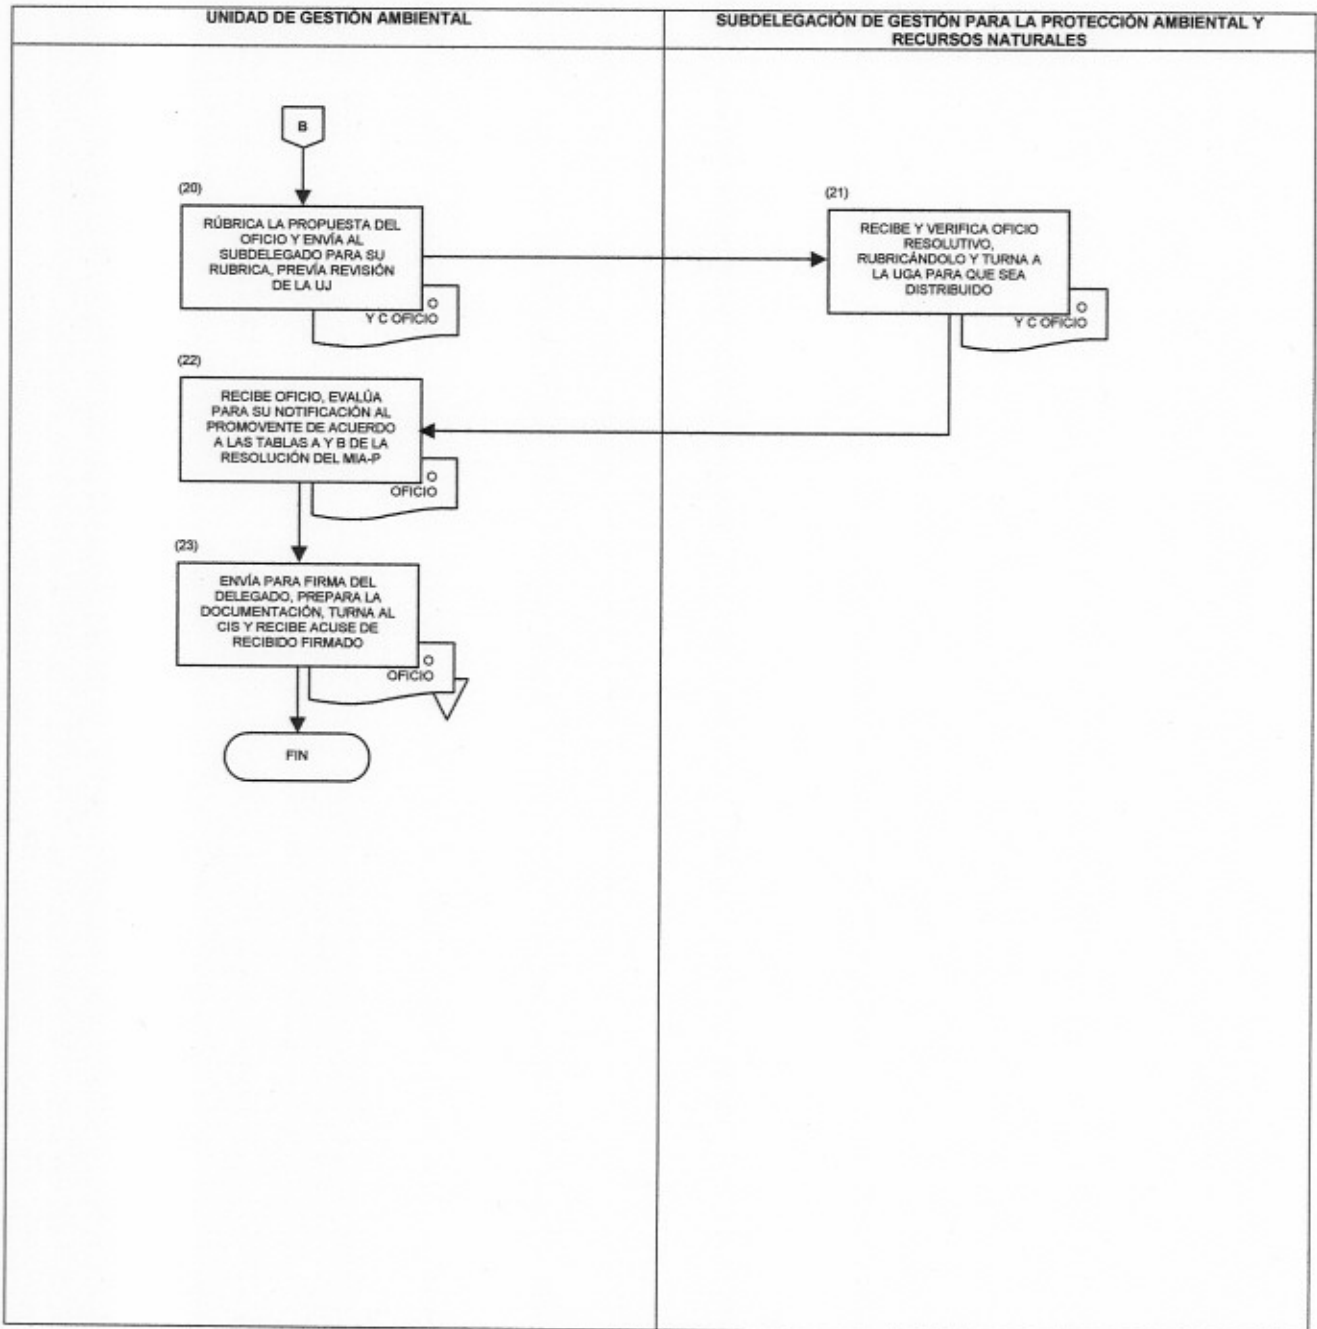 UNIDAD DE GESTIÓN AMBIENTAL
SUBDELEGACIÓN DE GESTIÓN PARA LA PROTECCIÓN AMBIENTAL Y
RECURSOS NATURALES
B
(20)
RÚBRICA LA PROPUESTA DEL
OFICIO Y ENVÍA AL
SUBDELEGADO PARA SU
RUBRICA, PREVÍA REVISIÓN
DE LA UJ
O
Y C OFICIO
(21)
RECIBE Y VERIFICA OFICIO
RESOLUTIVO,
RUBRICÁNDOLO Y TURNA A
LA UGA PARA QUE SEA
DISTRIBUIDO
O
Y C OFICIO
(22)
RECIBE OFICIO, EVALÚA
PARA SU NOTIFICACIÓN AL
PROMOVENTE DE ACUERDO
A LAS TABLAS A Y B DE LA
RESOLUCIÓN DEL MIA-P
O
OFICIO
(23)
ENVÍA PARA FIRMA DEL
DELEGADO, PREPARA LA
DOCUMENTACIÓN, TURNA AL
CIS Y RECIBE ACUSE DE
RECIBIDO FIRMADO
O
OFICIO
FIN